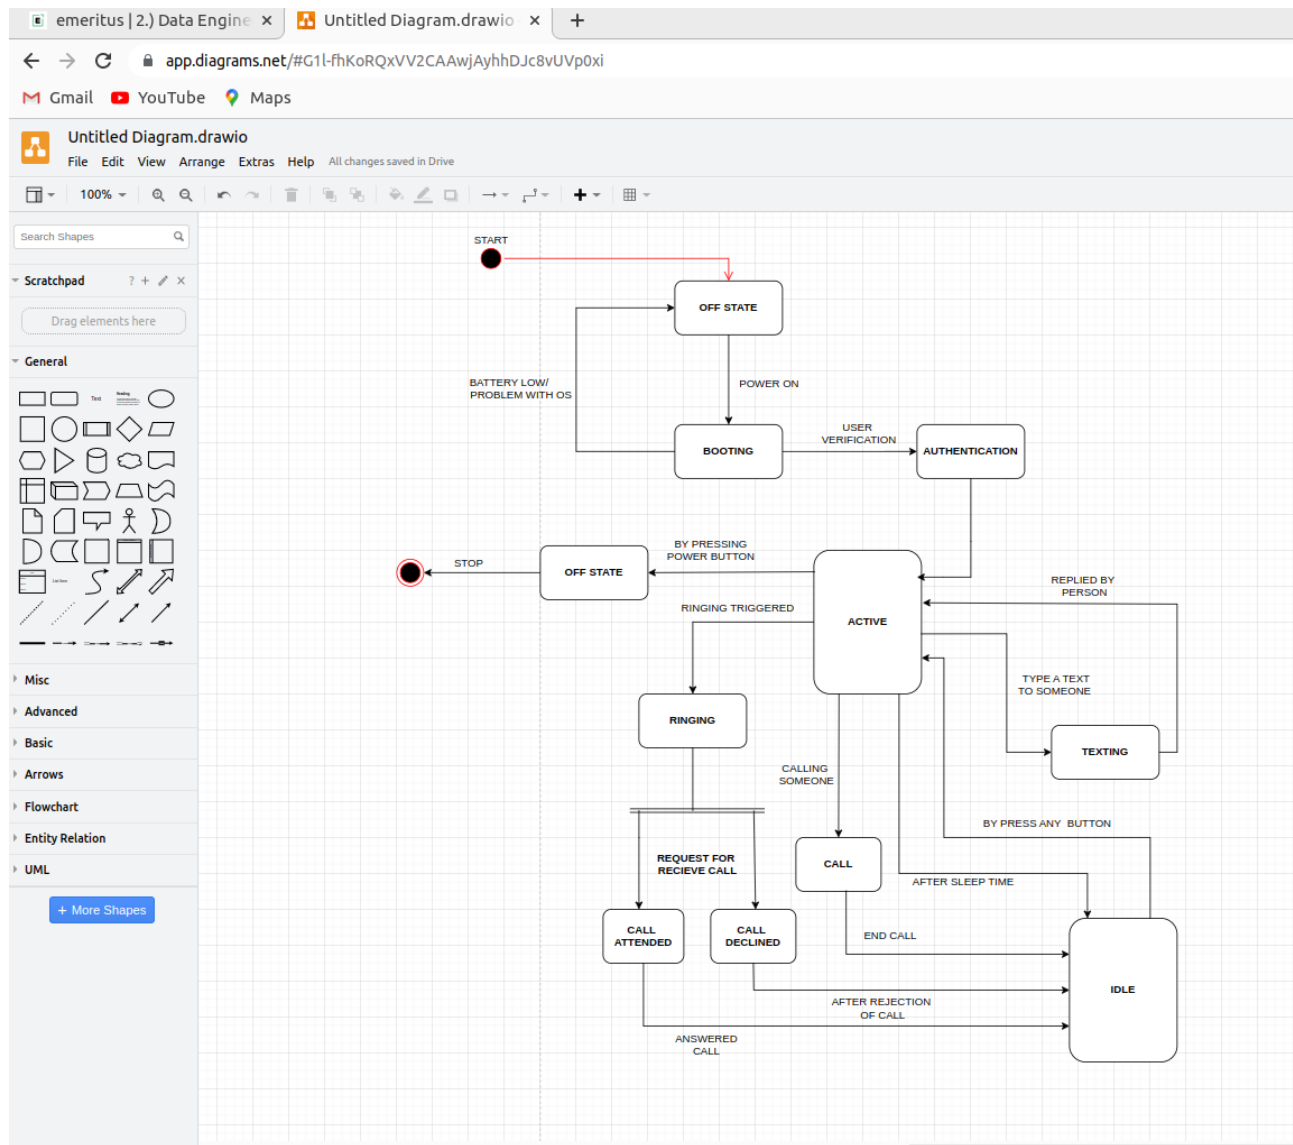 emeritus | 2.) Data Engine
Untitled Diagram.drawio
app.diagrams.net/#G1l-fhKoRQxVV2CAAwjAyhhDJc8vUVp0xi
Gmail YouTube Maps
Untitled Diagram.drawio
File Edit View Arrange Extras Help All changes saved in Drive
100%
Search Shapes
Scratchpad
Drag elements here
General
Text
Heading
List Item
Misc
Advanced
Basic
Arrows
Flowchart
Entity Relation
UML
+ More Shapes
START
OFF STATE
BATTERY LOW/
PROBLEM WITH OS
POWER ON
BOOTING
USER
VERIFICATION
AUTHENTICATION
STOP
OFF STATE
BY PRESSING
POWER BUTTON
RINGING TRIGGERED
ACTIVE
REPLIED BY
PERSON
TYPE A TEXT
TO SOMEONE
RINGING
TEXTING
CALLING
SOMEONE
BY PRESS ANY BUTTON
REQUEST FOR
RECIEVE CALL
CALL
AFTER SLEEP TIME
CALL
ATTENDED
CALL
DECLINED
END CALL
IDLE
AFTER REJECTION
OF CALL
ANSWERED
CALL